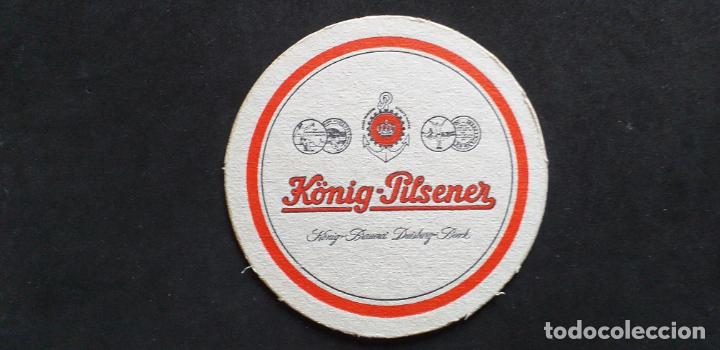 König-Pilsener
König-Brauerei Duisburg-Beeck
todocoleccion